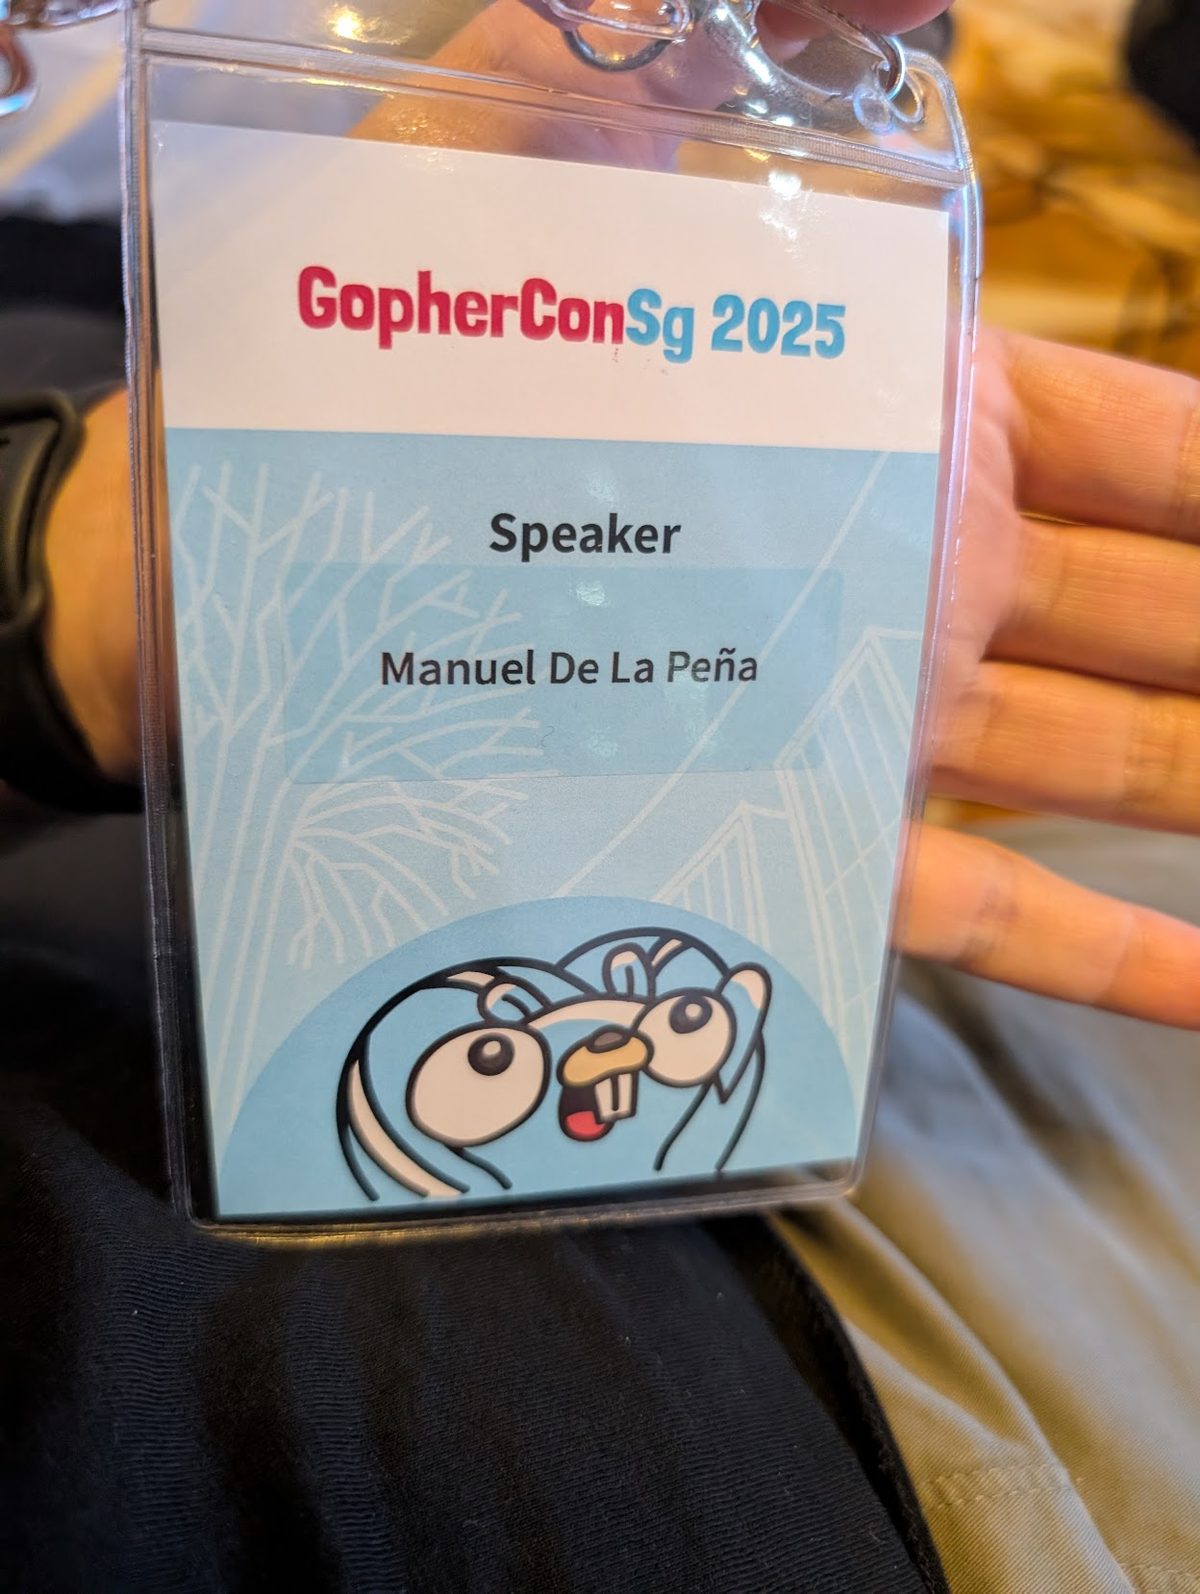 GopherConSg 2025
Speaker
Manuel De La Peña